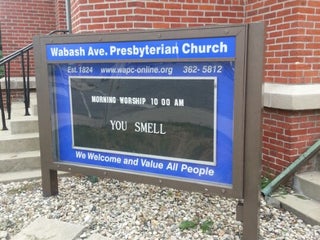 Wabash Ave. Presbyterian Church
Est. 1824 www.wapc-online.org 362-5812
MORNING WORSHIP 10 00 AM
YOU SMELL
We Welcome and Value All People